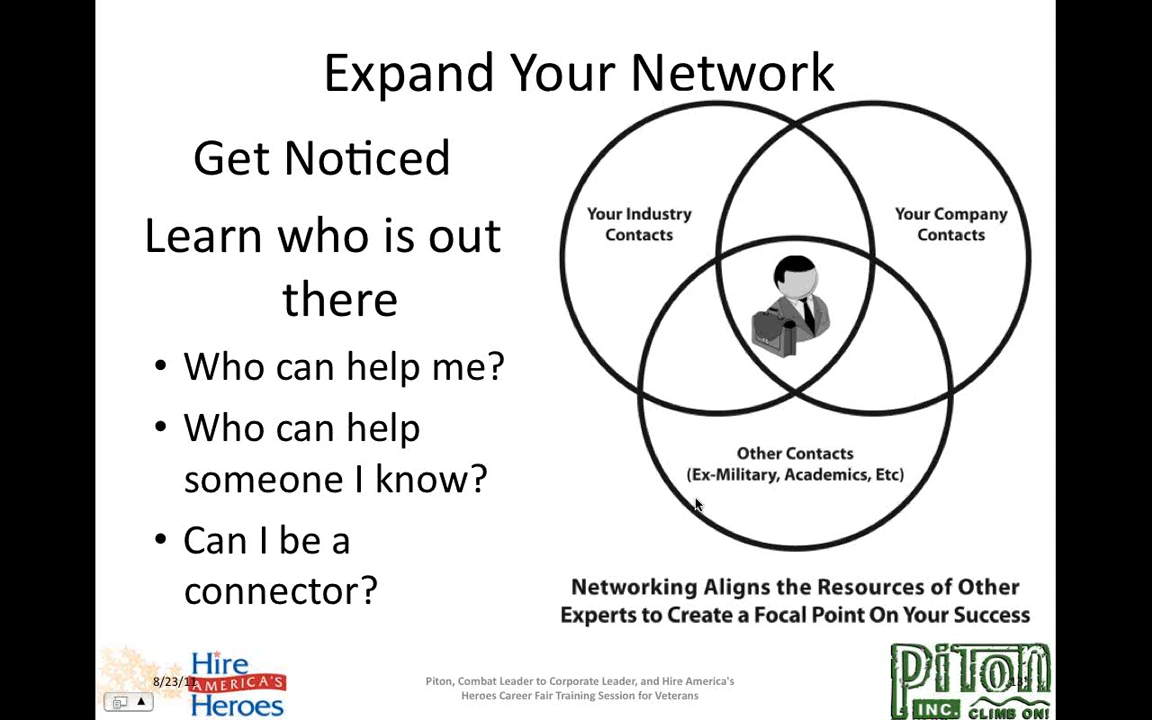 Expand Your Network
Get Noticed
Learn who is out
there
• Who can help me?
• Who can help
someone I know?
• Can I be a
connector?
Your Industry
Contacts
Your Company
Contacts
Other Contacts
(Ex-Military, Academics, Etc)
Networking Aligns the Resources of Other
Experts to Create a Focal Point On Your Success
Hire
AMERICA'S
Heroes
8/23/11
Piton, Combat Leader to Corporate Leader, and Hire America's
Heroes Career Fair Training Session for Veterans
PiTon
INC. CLIMB ON!